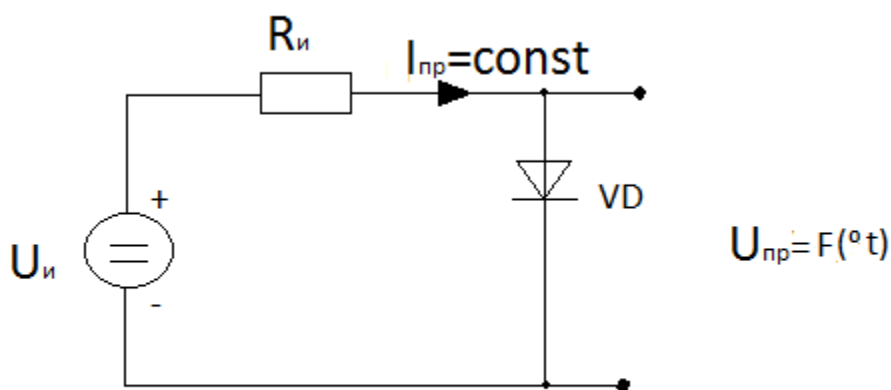 Rи
Iпр=const
+
VD
Uи
Uпр= F(º t)
-